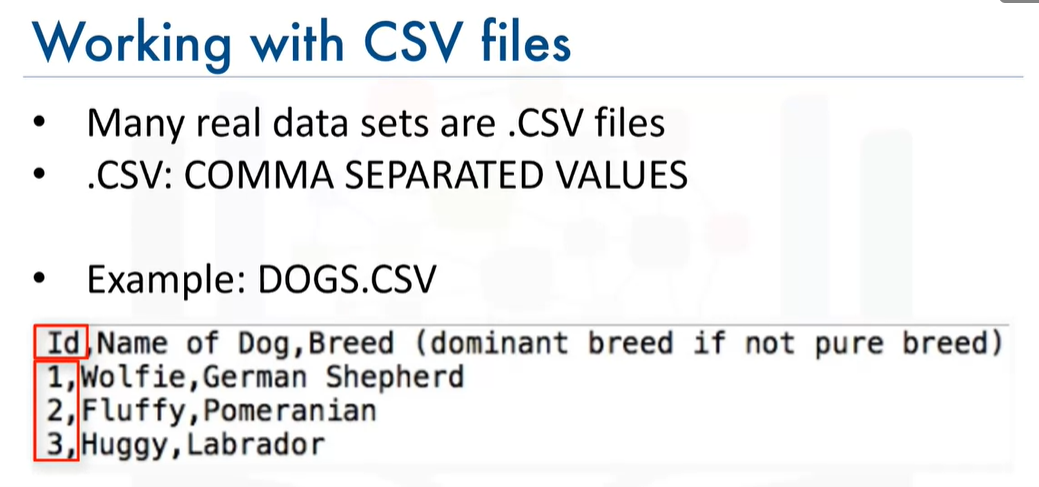 Working with CSV files
• Many real data sets are .CSV files
• .CSV: COMMA SEPARATED VALUES
• Example: DOGS.CSV
Id,Name of Dog,Breed (dominant breed if not pure breed)
1,Wolfie,German Shepherd
2,Fluffy,Pomeranian
3,Huggy,Labrador